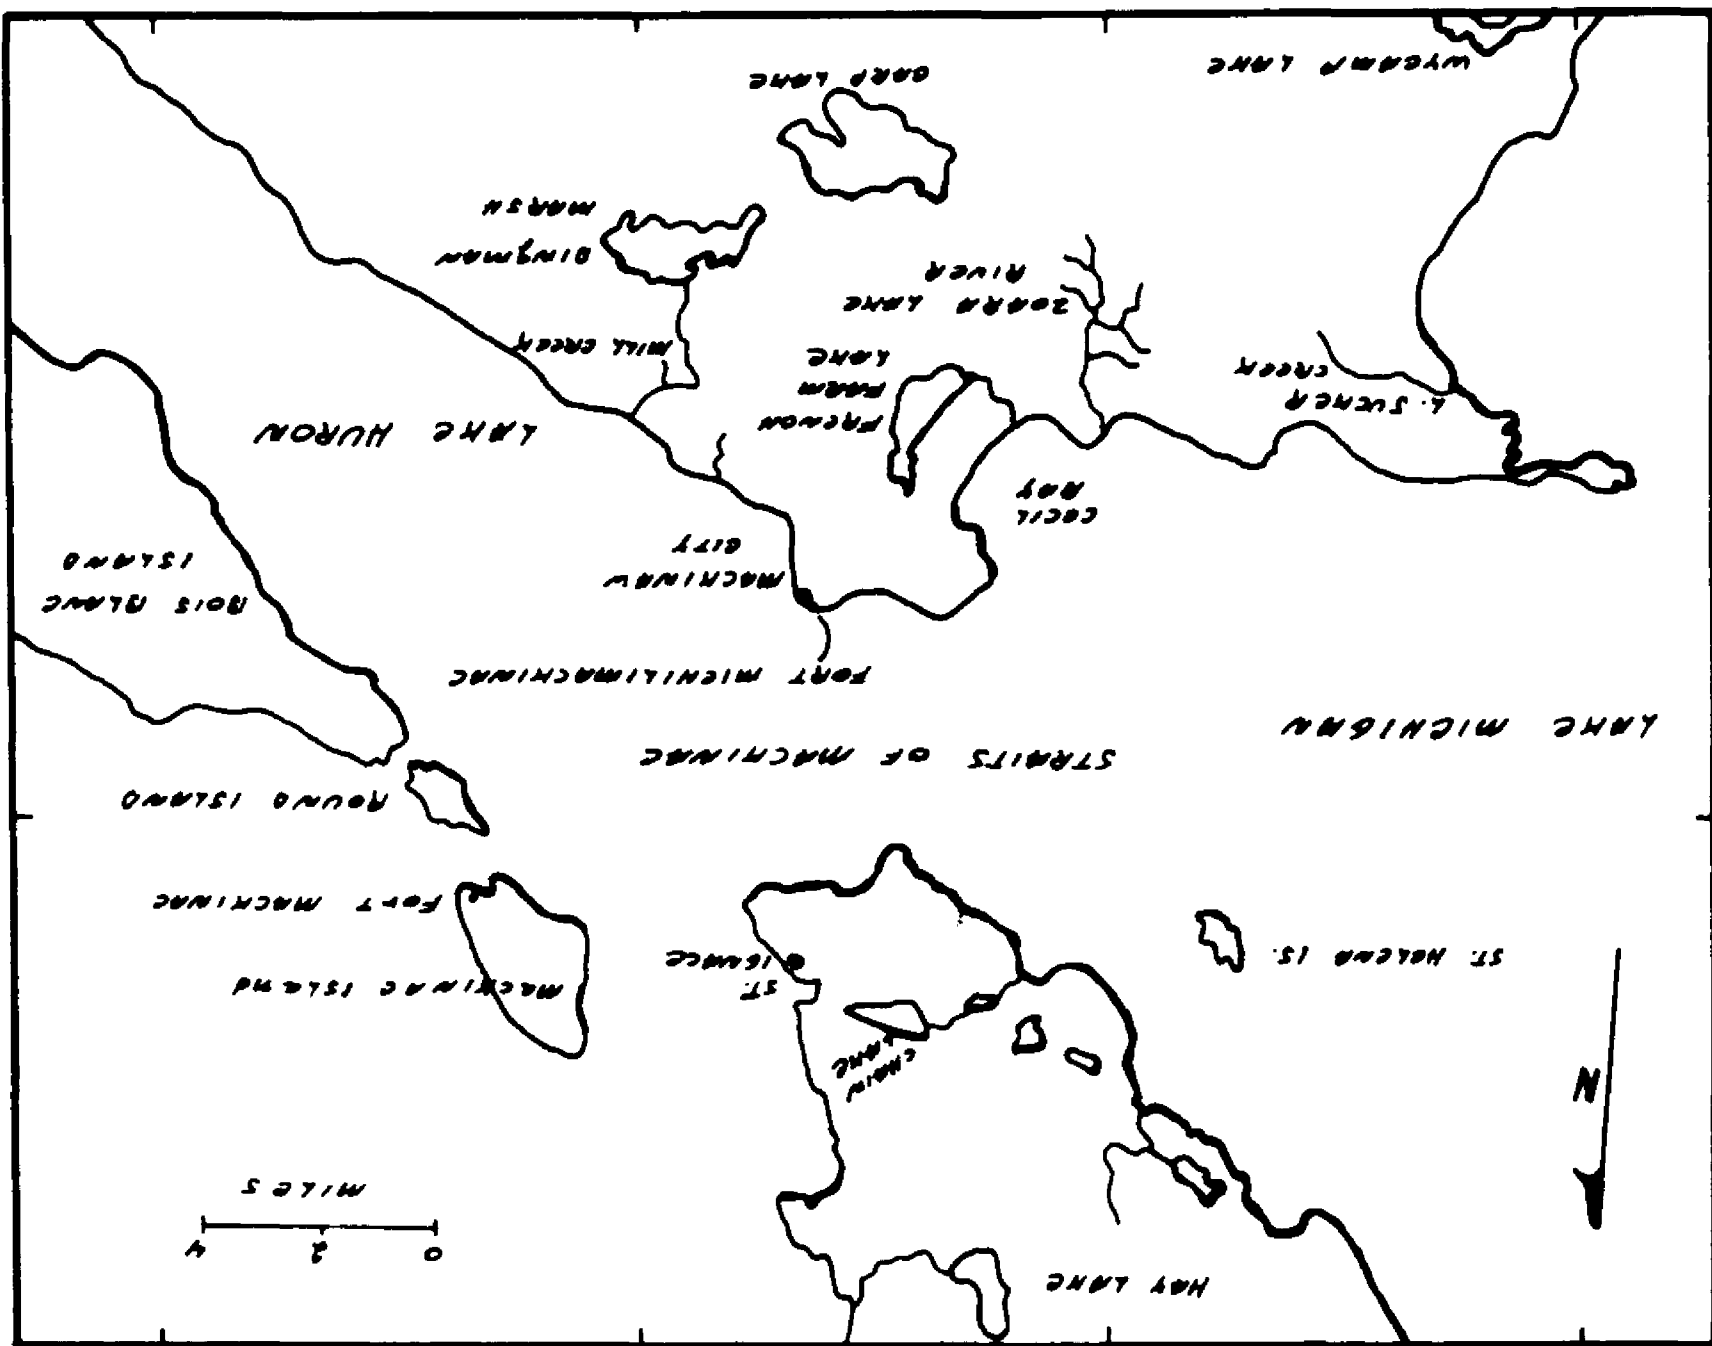 HAY LAKE
0 2 4
MILES
N
CHAIN
LAKE
ST.
IGNACE
MACKINAC ISLAND
ST. HELENA IS.
FORT MACKINAC
ROUND ISLAND
STRAITS OF MACKINAC
LAKE MICHIGAN
FORT MICHILIMACKINAC
BOIS BLANC
ISLAND
MACKINAW
CITY
CECIL
BAY
LAKE HURON
FRENCH
FARM
LAKE
L. SUCKER
CREEK
MILL CREEK
LAKE
RIVER
DINGMAN
MARSH
CARP LAKE
WYCAMP LAKE